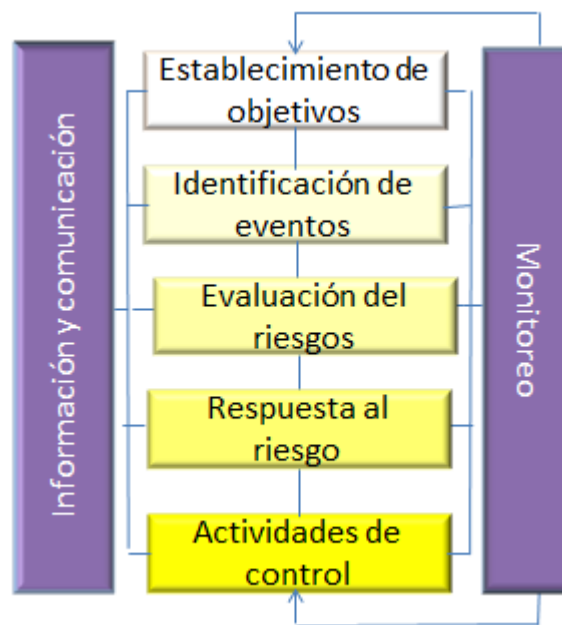 Información y comunicación
Establecimiento de
objetivos
Identificación de
eventos
Evaluación del
riesgos
Respuesta al
riesgo
Actividades de
control
Monitoreo